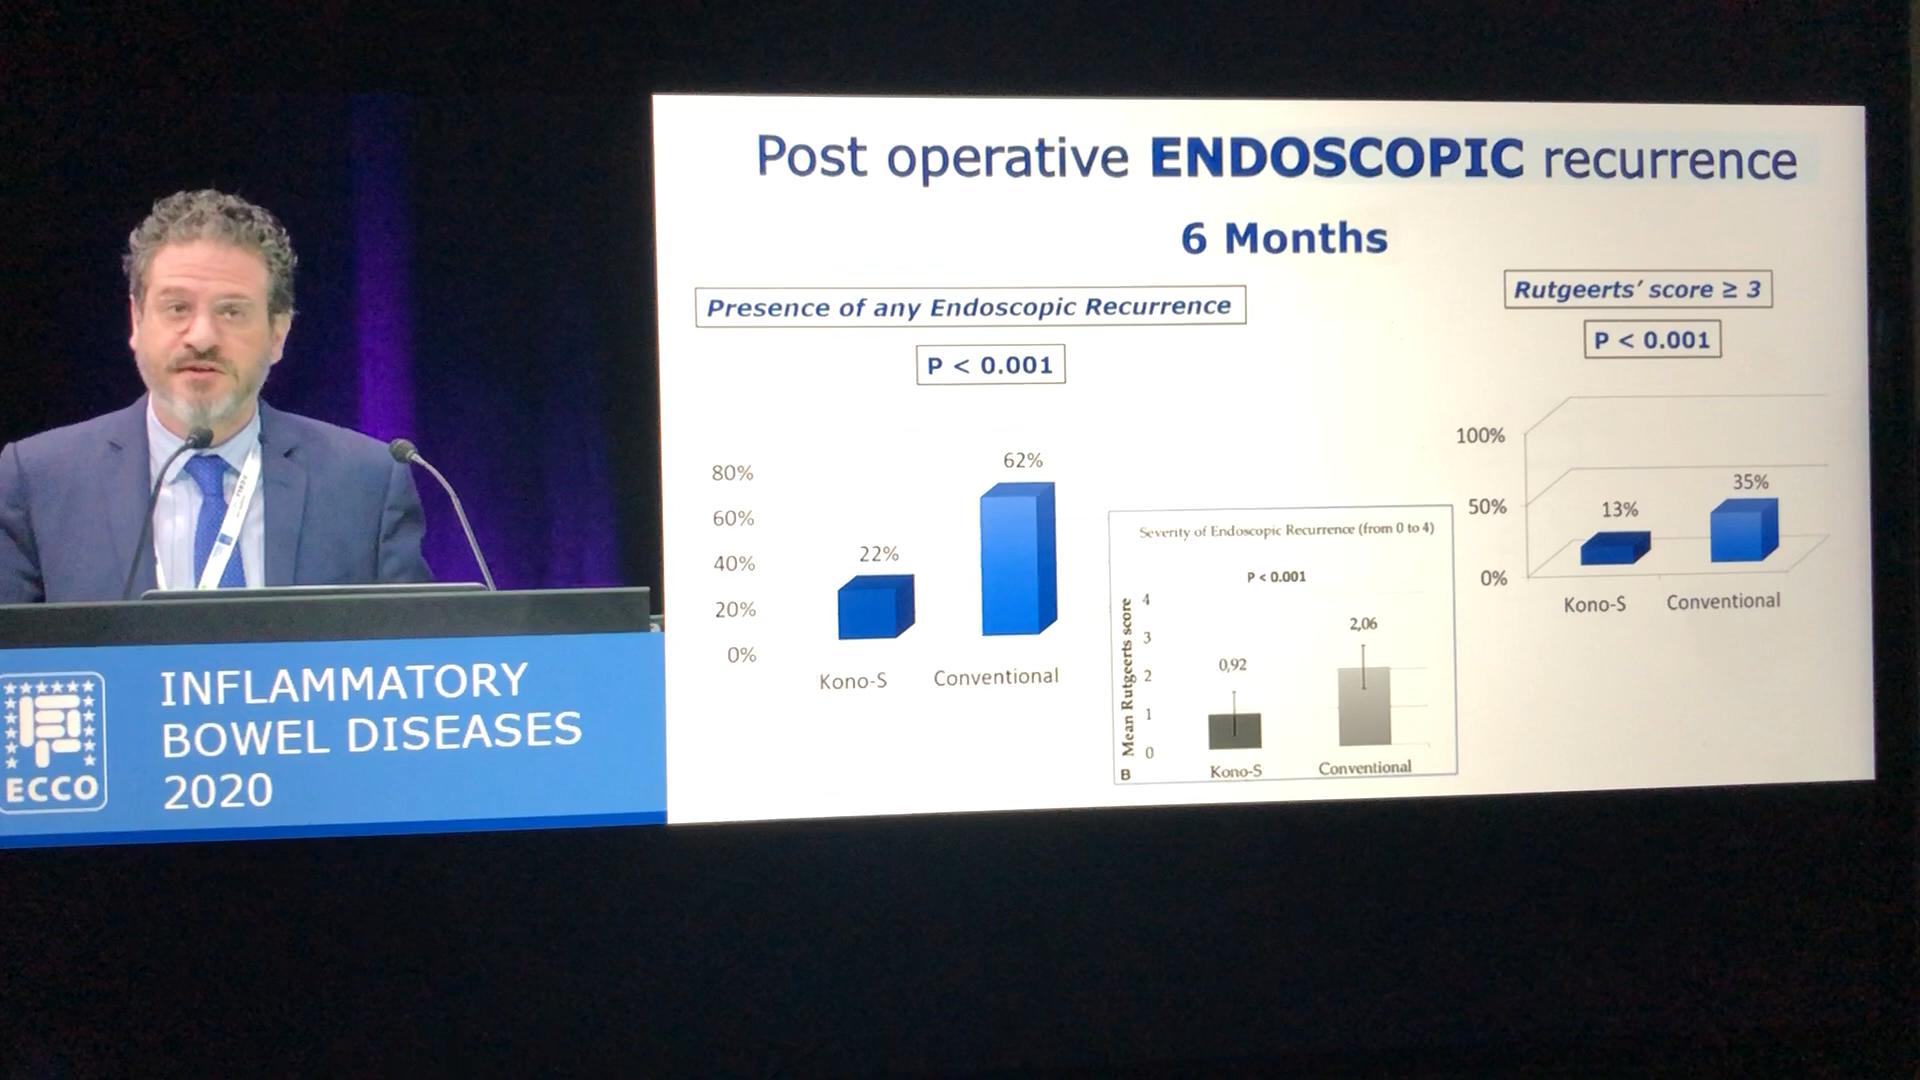 Post operative ENDOSCOPIC recurrence
6 Months
Presence of any Endoscopic Recurrence
P < 0.001
80%
60%
40%
20%
0%
22%
62%
Kono-S
Conventional
Severity of Endoscopic Recurrence (from 0 to 4)
P < 0.001
Mean Rutgeerts score
4
3
2
1
0
0,92
2,06
B
Kono-S
Conventional
Rutgeerts’ score ≥ 3
P < 0.001
100%
50%
0%
13%
35%
Kono-S
Conventional
ECCO
INFLAMMATORY
BOWEL DISEASES
2020